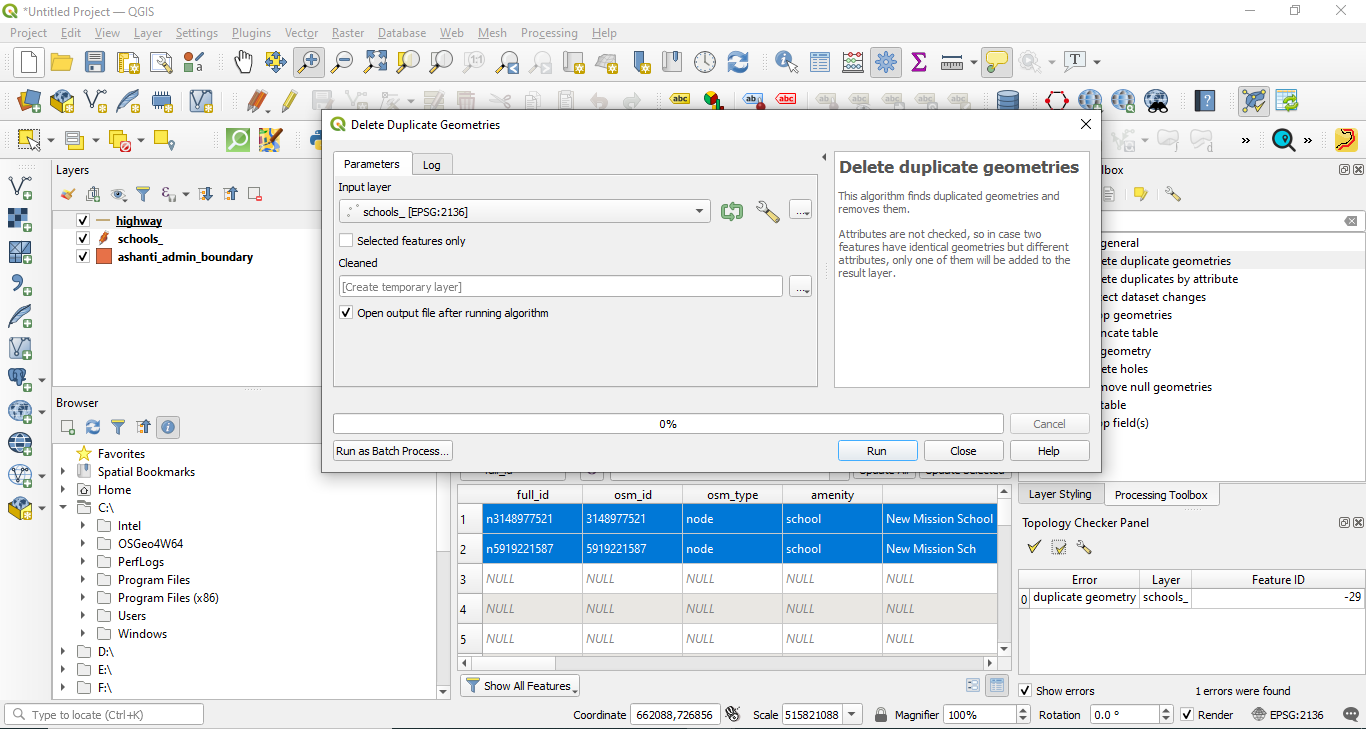 *Untitled Project — QGIS
Project Edit View Layer Settings Plugins Vector Raster Database Web Mesh Processing Help
abc abc abc
Layers
highway
schools_
ashanti_admin_boundary
Browser
Favorites
Spatial Bookmarks
Home
C:\
Intel
OSGeo4W64
PerfLogs
Program Files
Program Files (x86)
Users
Windows
D:\
E:\
F:\
Delete Duplicate Geometries
Parameters Log
Input layer
schools_ [EPSG:2136]
Selected features only
Cleaned
[Create temporary layer]
Open output file after running algorithm
Delete duplicate geometries
This algorithm finds duplicated geometries and
removes them.
Attributes are not checked, so in case two
features have identical geometries but different
attributes, only one of them will be added to the
result layer.
0%
Cancel
Run as Batch Process...
Run Close Help
full_id osm_id osm_type amenity
1 n3148977521 3148977521 node school New Mission School
2 n5919221587 5919221587 node school New Mission Sch
3 NULL NULL NULL NULL NULL
4 NULL NULL NULL NULL NULL
5 NULL NULL NULL NULL NULL
Show All Features
lbox
general
ete duplicate geometries
ete duplicates by attribute
ect dataset changes
op geometries
ncate table
geometry
ete holes
move null geometries
table
op field(s)
Layer Styling Processing Toolbox
Topology Checker Panel
Error Layer Feature ID
0 duplicate geometry schools_ -29
Show errors 1 errors were found
Type to locate (Ctrl+K)
Coordinate 662088,726856 Scale 515821088 Magnifier 100% Rotation 0.0 ° Render EPSG:2136